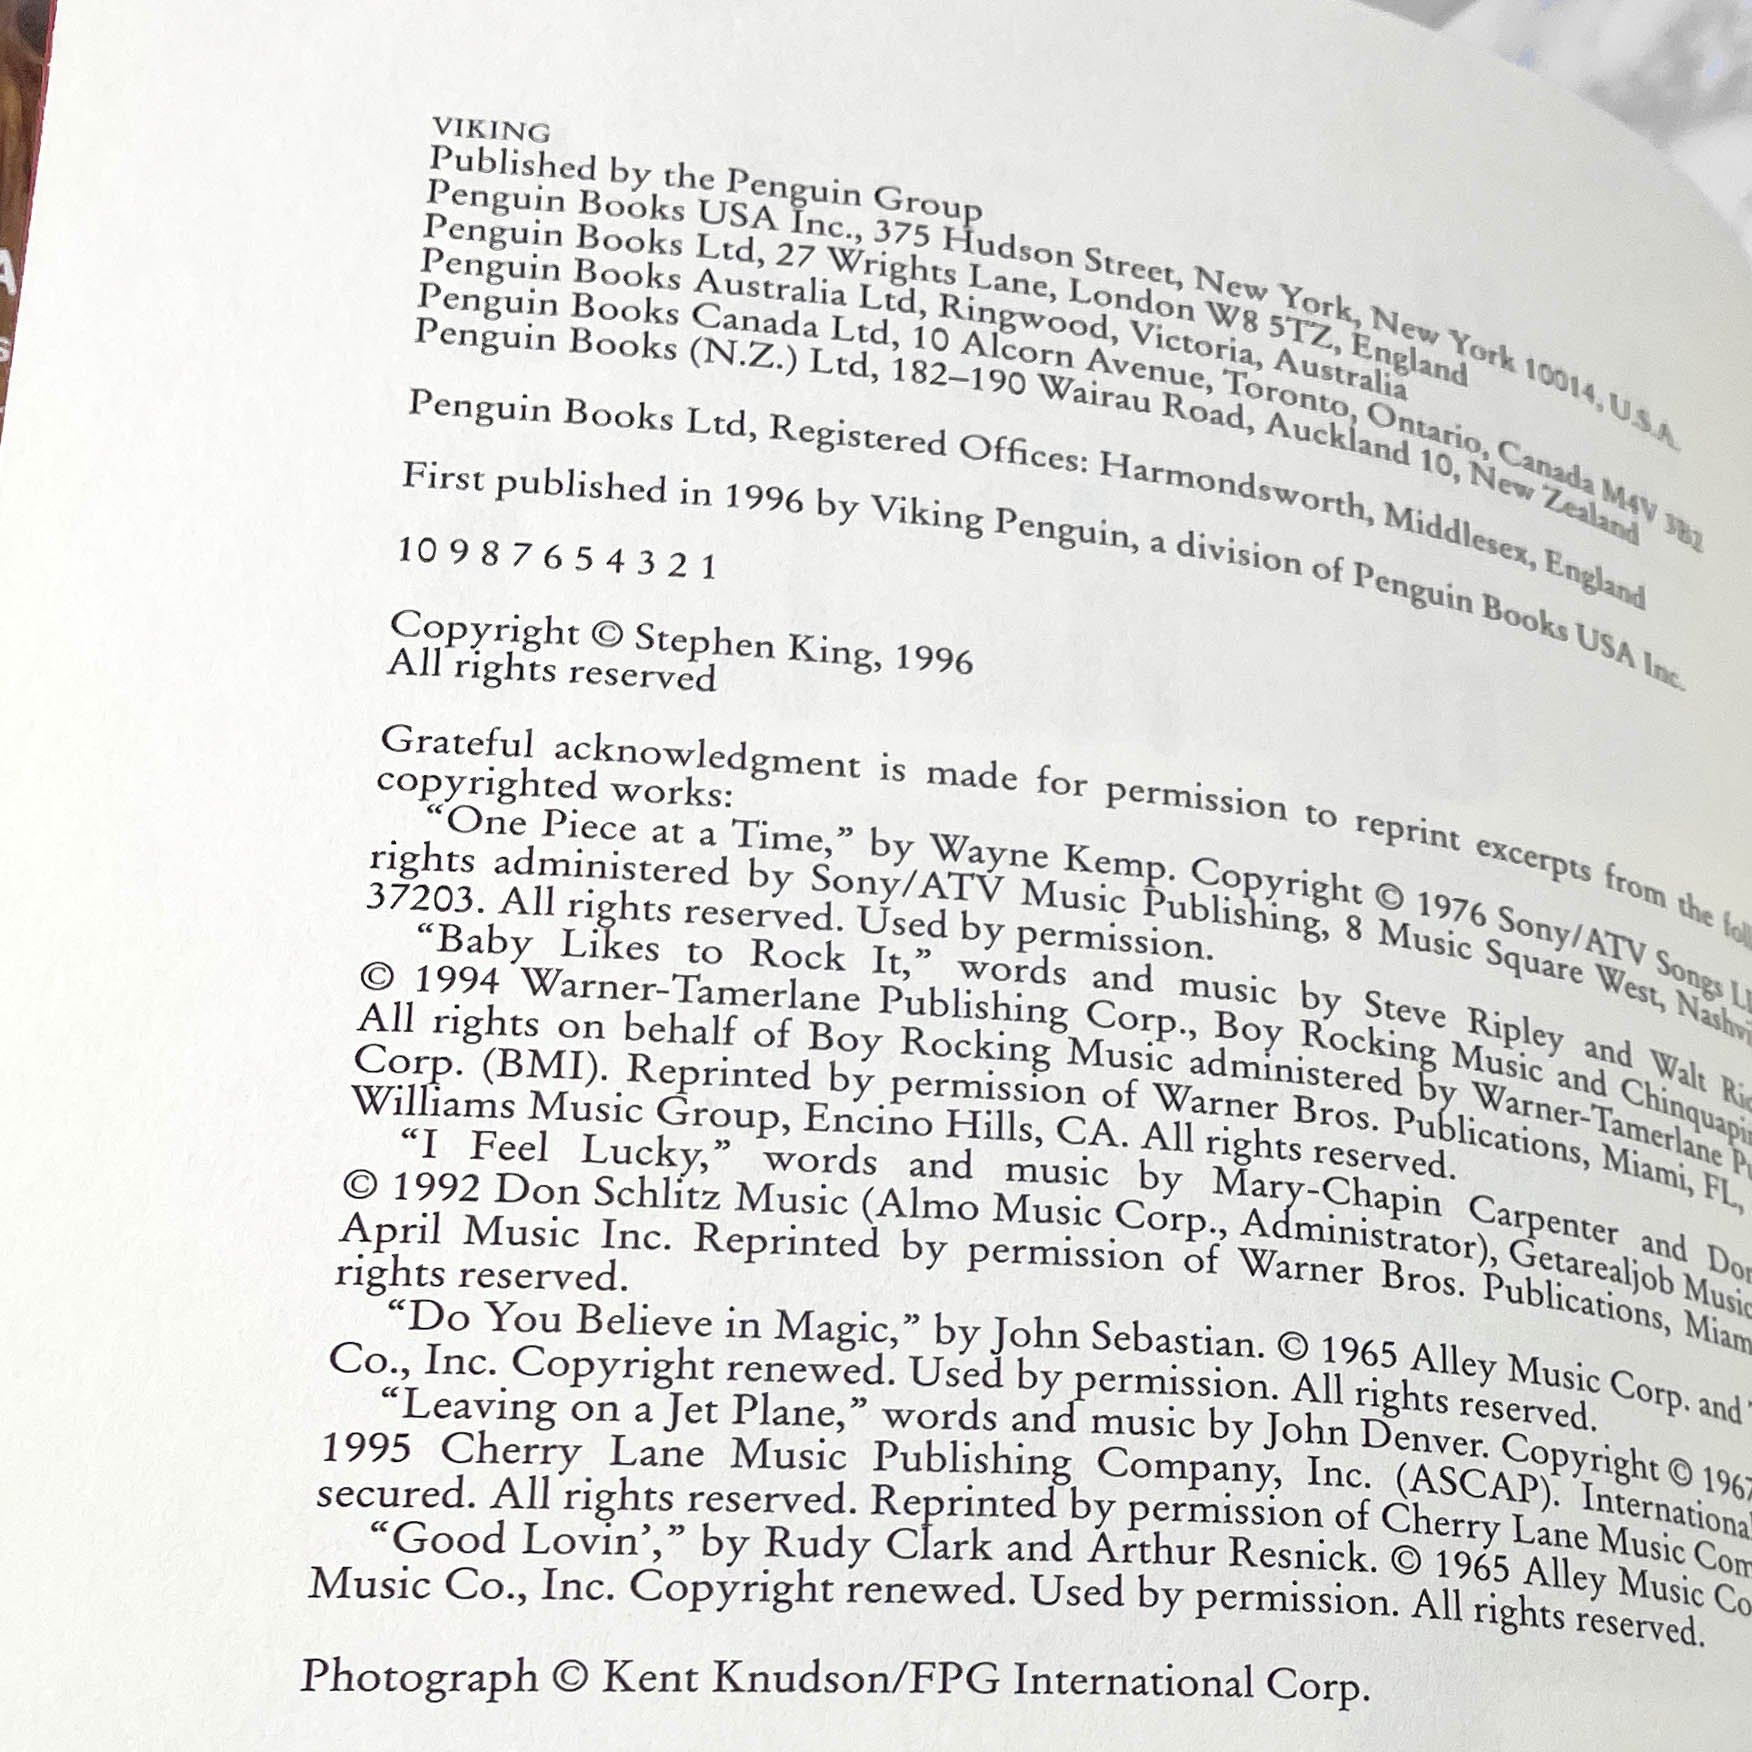 VIKING
Published by the Penguin Group
Penguin Books USA Inc., 375 Hudson Street, New York, New York 10014, U.S.A.
Penguin Books Ltd, 27 Wrights Lane, London W8 5TZ, England
Penguin Books Australia Ltd, Ringwood, Victoria, Australia
Penguin Books Canada Ltd, 10 Alcorn Avenue, Toronto, Ontario, Canada M4V 3B2
Penguin Books (N.Z.) Ltd, 182–190 Wairau Road, Auckland 10, New Zealand
Penguin Books Ltd, Registered Offices: Harmondsworth, Middlesex, England
First published in 1996 by Viking Penguin, a division of Penguin Books USA Inc.
10 9 8 7 6 5 4 3 2 1
Copyright © Stephen King, 1996
All rights reserved
Grateful acknowledgment is made for permission to reprint excerpts from the
copyrighted works:
“One Piece at a Time,” by Wayne Kemp. Copyright © 1976 Sony/ATV Songs
rights administered by Sony/ATV Music Publishing, 8 Music Square West,
37203. All rights reserved. Used by permission.
“Baby Likes to Rock It,” words and music by Steve Ripley and Walt
© 1994 Warner-Tamerlane Publishing Corp., Boy Rocking Music and
All rights on behalf of Boy Rocking Music administered by Warner-Tamerlane
Corp. (BMI). Reprinted by permission of Warner Bros. Publications, Miami, FL,
Williams Music Group, Encino Hills, CA. All rights reserved.
“I Feel Lucky,” words and music by Mary-Chapin Carpenter and
© 1992 Don Schlitz Music (Almo Music Corp., Administrator), Getarealjob Music
April Music Inc. Reprinted by permission of Warner Bros. Publications,
rights reserved.
“Do You Believe in Magic,” by John Sebastian. © 1965 Alley Music Corp. and
Co., Inc. Copyright renewed. Used by permission. All rights reserved.
“Leaving on a Jet Plane,” words and music by John Denver. Copyright © 1967
1995 Cherry Lane Music Publishing Company, Inc. (ASCAP). International
secured. All rights reserved. Reprinted by permission of Cherry Lane Music
“Good Lovin’,” by Rudy Clark and Arthur Resnick. © 1965 Alley Music
Music Co., Inc. Copyright renewed. Used by permission. All rights reserved.
Photograph © Kent Knudson/FPG International Corp.